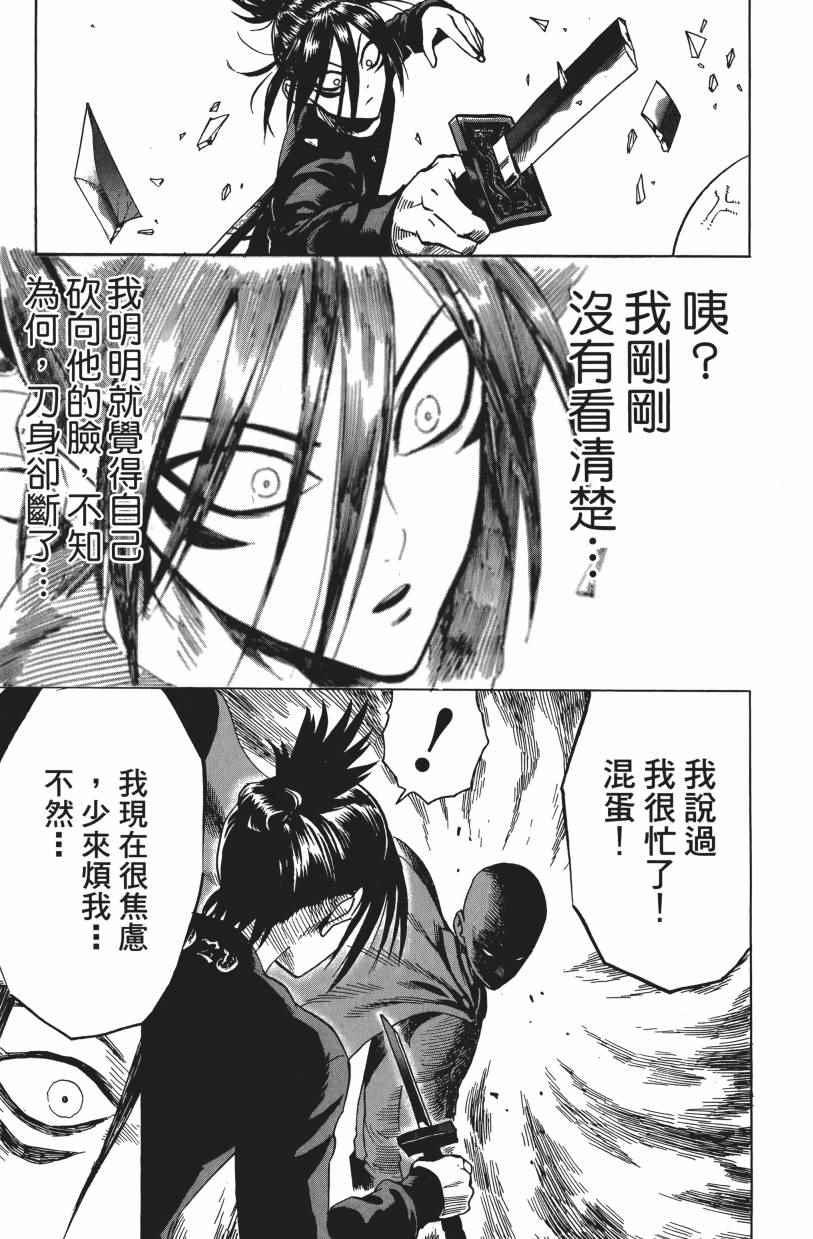 咦？
我剛剛
沒有看清楚…
我明明就覺得自己
砍向他的臉，不知
為何，刀身卻斷了…
！
我說過
我很忙了！
混蛋！
我現在很焦慮
，少來煩我…
不然…